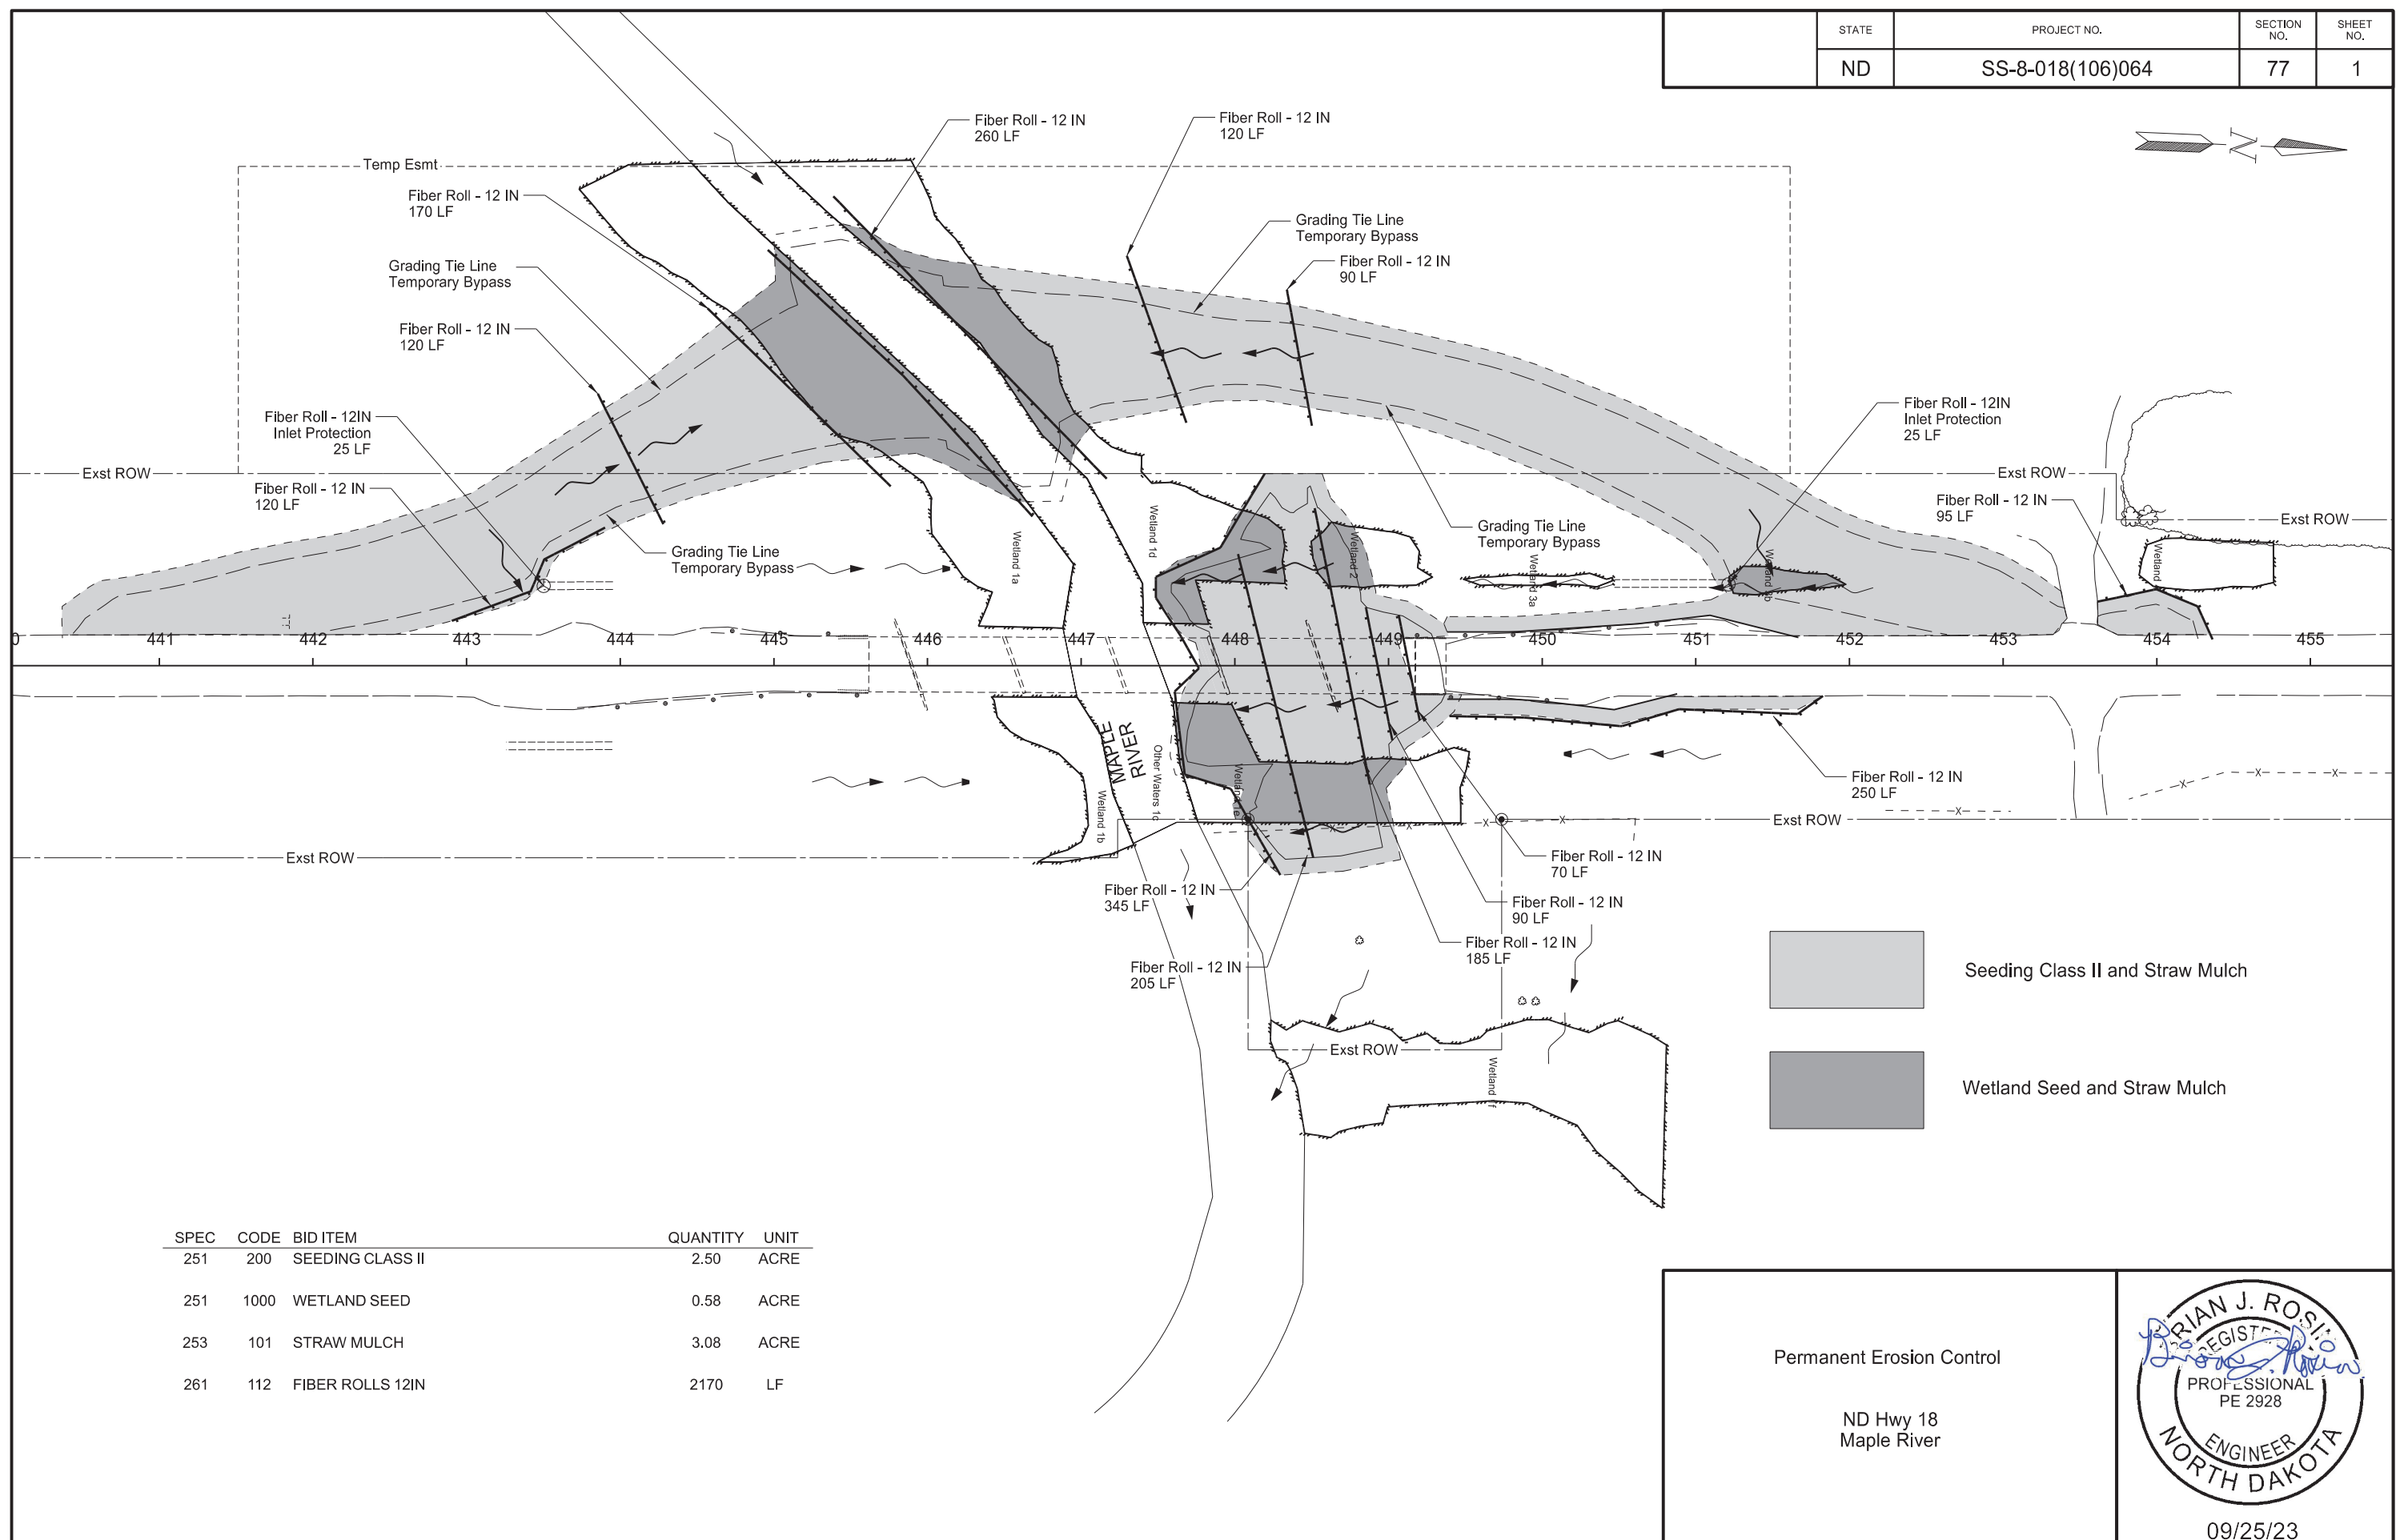 STATE
PROJECT NO.
SECTION
NO.
SHEET
NO.
ND
SS-8-018(106)064
77
1
N
Temp Esmt
Fiber Roll - 12 IN
260 LF
Fiber Roll - 12 IN
120 LF
Fiber Roll - 12 IN
170 LF
Grading Tie Line
Temporary Bypass
Grading Tie Line
Temporary Bypass
Fiber Roll - 12 IN
90 LF
Fiber Roll - 12 IN
120 LF
Fiber Roll - 12IN
Inlet Protection
25 LF
Fiber Roll - 12IN
Inlet Protection
25 LF
Exst ROW
Exst ROW
Fiber Roll - 12 IN
120 LF
Fiber Roll - 12 IN
95 LF
Exst ROW
Grading Tie Line
Temporary Bypass
Grading Tie Line
Temporary Bypass
Wetland 1a
Wetland 1d
Wetland 2
Wetland 3a
Wetland 3b
Wetland
0 441 442 443 444 445 446 447 448 449 450 451 452 453 454 455
MAPLE
RIVER
Other Waters 1c
Wetland 1b
Wetland 1e
Fiber Roll - 12 IN
250 LF
Exst ROW
Exst ROW
Fiber Roll - 12 IN
70 LF
Fiber Roll - 12 IN
345 LF
Fiber Roll - 12 IN
90 LF
Fiber Roll - 12 IN
185 LF
Fiber Roll - 12 IN
205 LF
Exst ROW
Wetland 1f
Seeding Class II and Straw Mulch
Wetland Seed and Straw Mulch
SPEC CODE BID ITEM QUANTITY UNIT
251 200 SEEDING CLASS II 2.50 ACRE
251 1000 WETLAND SEED 0.58 ACRE
253 101 STRAW MULCH 3.08 ACRE
261 112 FIBER ROLLS 12IN 2170 LF
Permanent Erosion Control
ND Hwy 18
Maple River
PROFESSIONAL
PE 2928
ENGINEER
NORTH DAKOTA
09/25/23